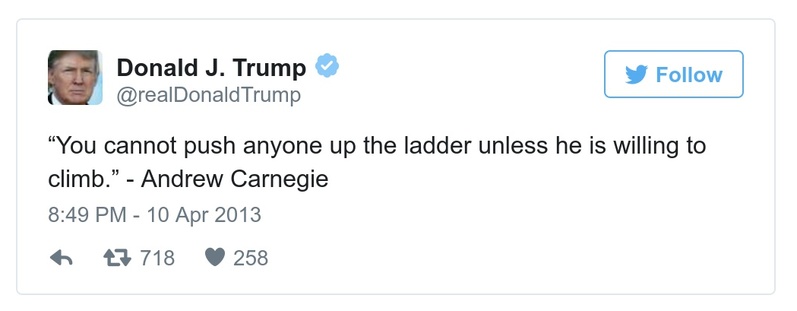 Donald J. Trump
@realDonaldTrump
Follow
“You cannot push anyone up the ladder unless he is willing to
climb.” - Andrew Carnegie
8:49 PM - 10 Apr 2013
718 258